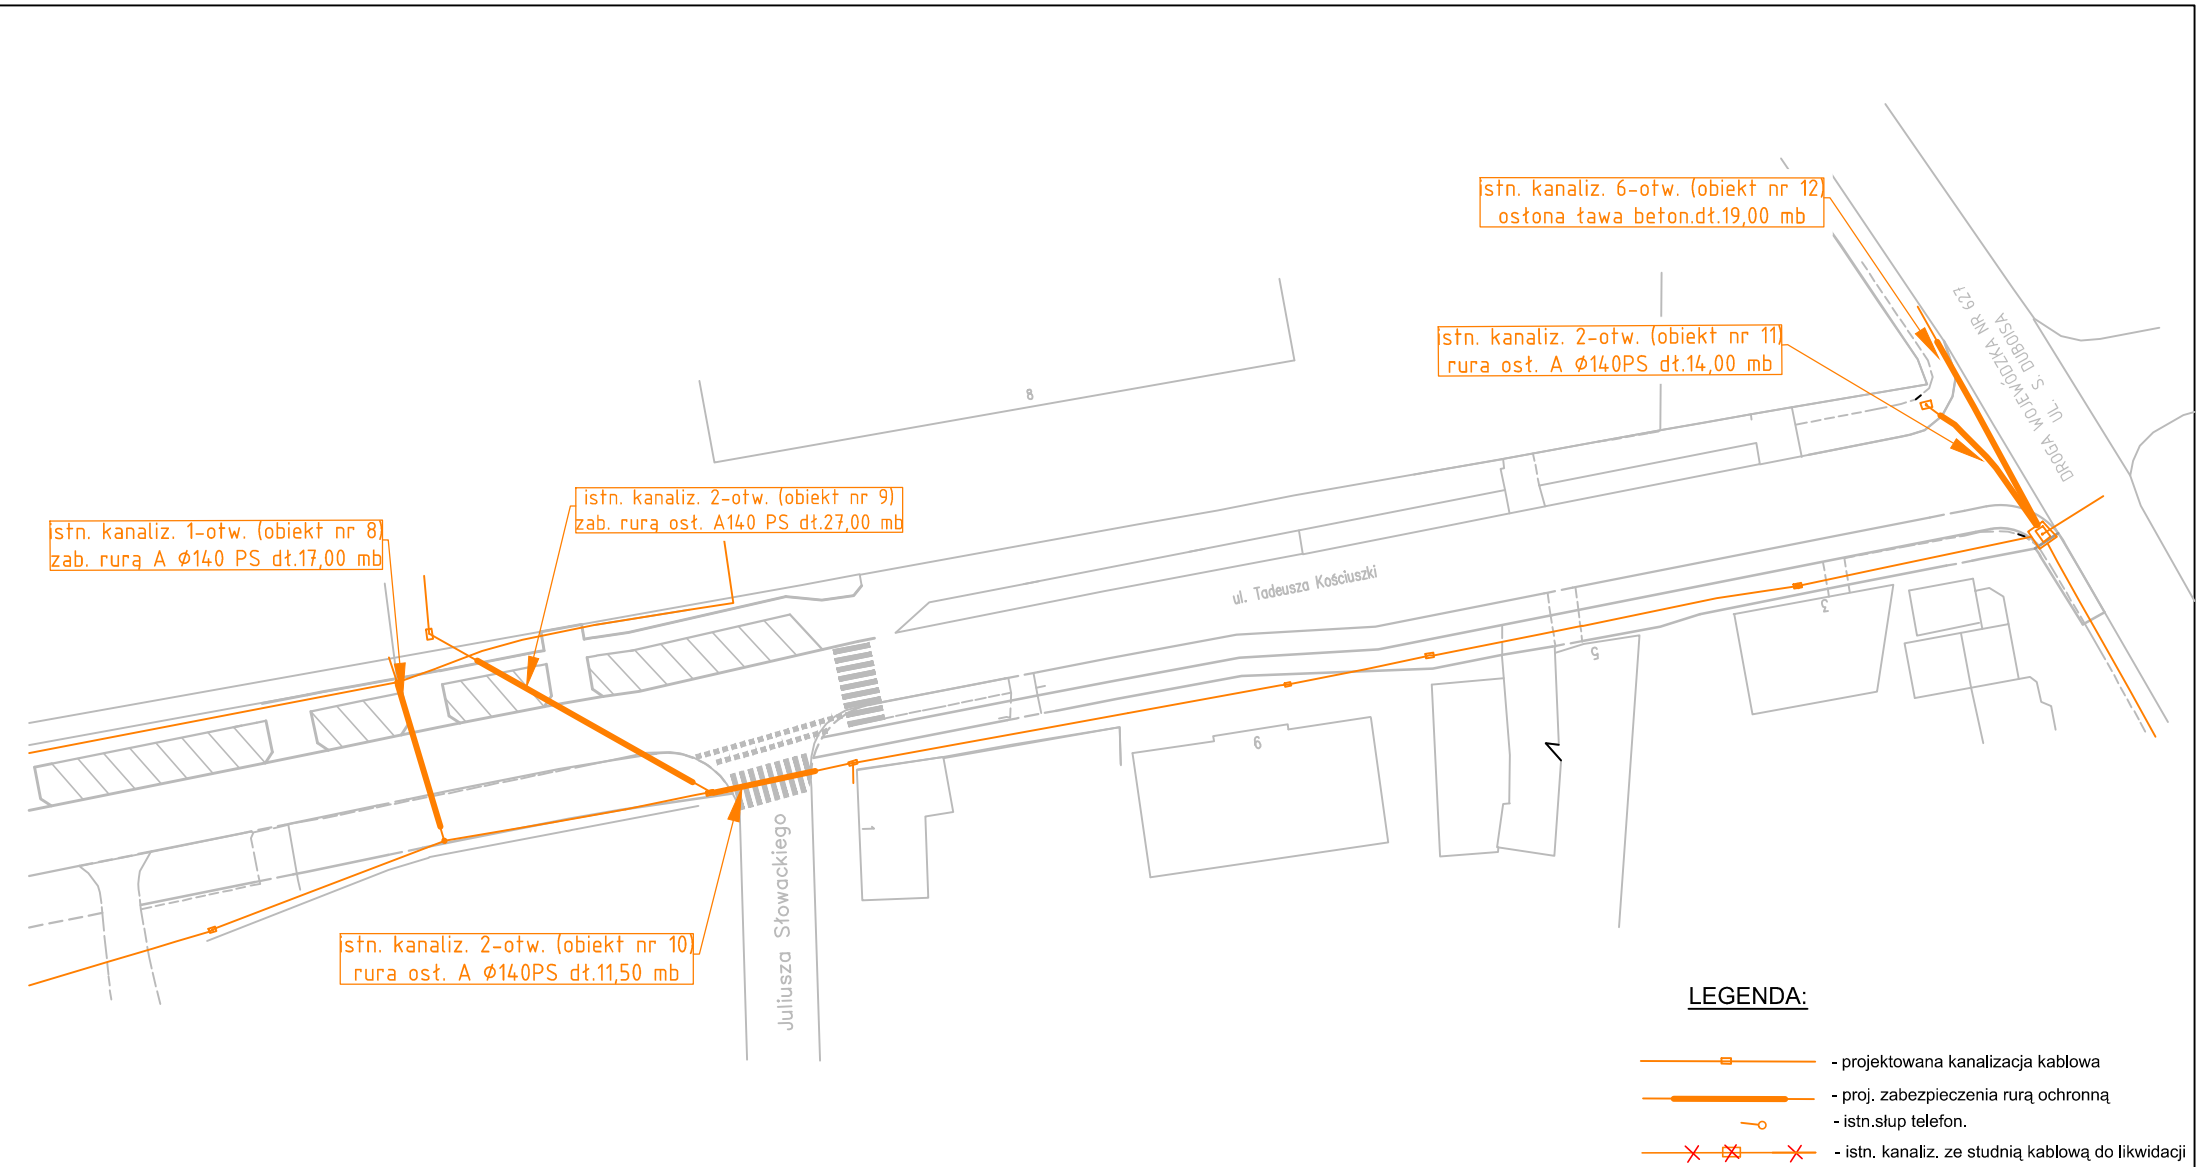 istn. kanaliz. 6-otw. (obiekt nr 12)
osłona ława beton.dł.19,00 mb
DROGA WOJEWÓDZKA NR 627
UL. S. DUBOISA
istn. kanaliz. 2-otw. (obiekt nr 11)
rura osł. A Ø140PS dł.14,00 mb
8
istn. kanaliz. 2-otw. (obiekt nr 9)
zab. rurą osł. A140 PS dł.27,00 mb
istn. kanaliz. 1-otw. (obiekt nr 8)
zab. rurą A Ø140 PS dł.17,00 mb
ul. Tadeusza Kościuszki
3
5
9
1
Juliusza Słowackiego
istn. kanaliz. 2-otw. (obiekt nr 10)
rura osł. A Ø140PS dł.11,50 mb
LEGENDA:
- projektowana kanalizacja kablowa
- proj. zabezpieczenia rurą ochronną
- istn.słup telefon.
- istn. kanaliz. ze studnią kablową do likwidacji